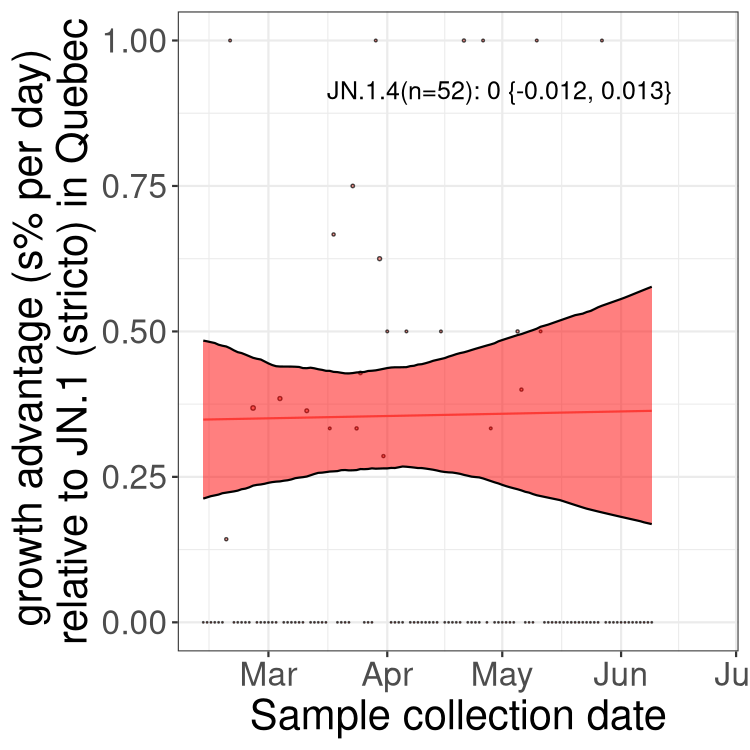 growth advantage (s% per day)
relative to JN.1 (stricto) in Quebec
1.00
0.75
0.50
0.25
0.00
JN.1.4(n=52): 0 {-0.012, 0.013}
Mar Apr May Jun Ju
Sample collection date